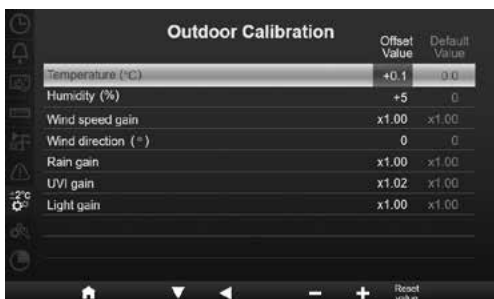 Outdoor Calibration
Offset Value Default Value
Temperature (°C) +0.1 0.0
Humidity (%) +5 0
Wind speed gain x1.00 x1.00
Wind direction (°) 0 0
Rain gain x1.00 x1.00
UVI gain x1.02 x1.00
Light gain x1.00 x1.00
±2°C
Reset
value